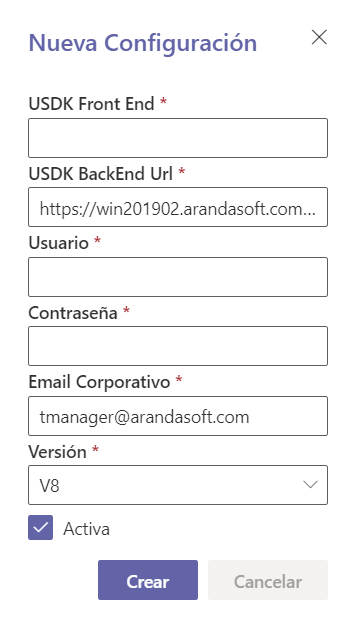 Nueva Configuración
USDK Front End *
USDK BackEnd Url *
https://win201902.arandasoft.com...
Usuario *
Contraseña *
Email Corporativo *
tmanager@arandasoft.com
Versión *
V8
Activa
Crear
Cancelar